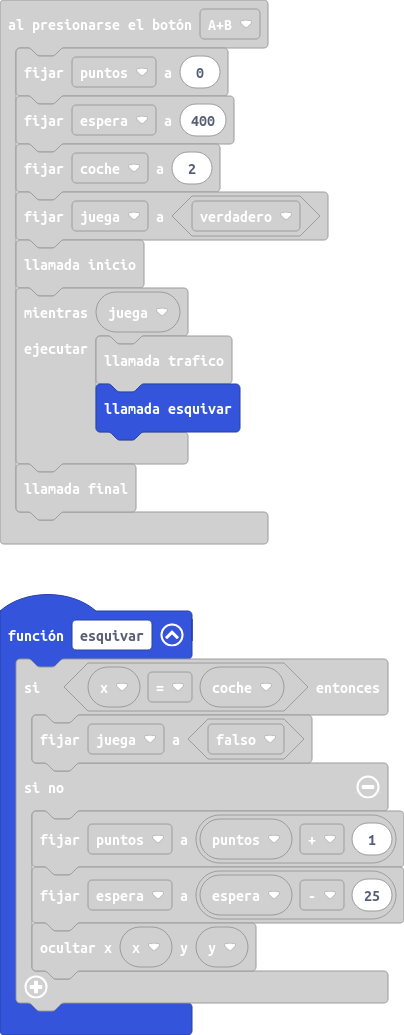 al presionarse el botón A+B
fijar puntos a 0
fijar espera a 400
fijar coche a 2
fijar juega a verdadero
llamada inicio
mientras juega
ejecutar llamada trafico
llamada esquivar
llamada final
función esquivar
si x = coche entonces
fijar juega a falso
si no
fijar puntos a puntos + 1
fijar espera a espera - 25
ocultar x x y y